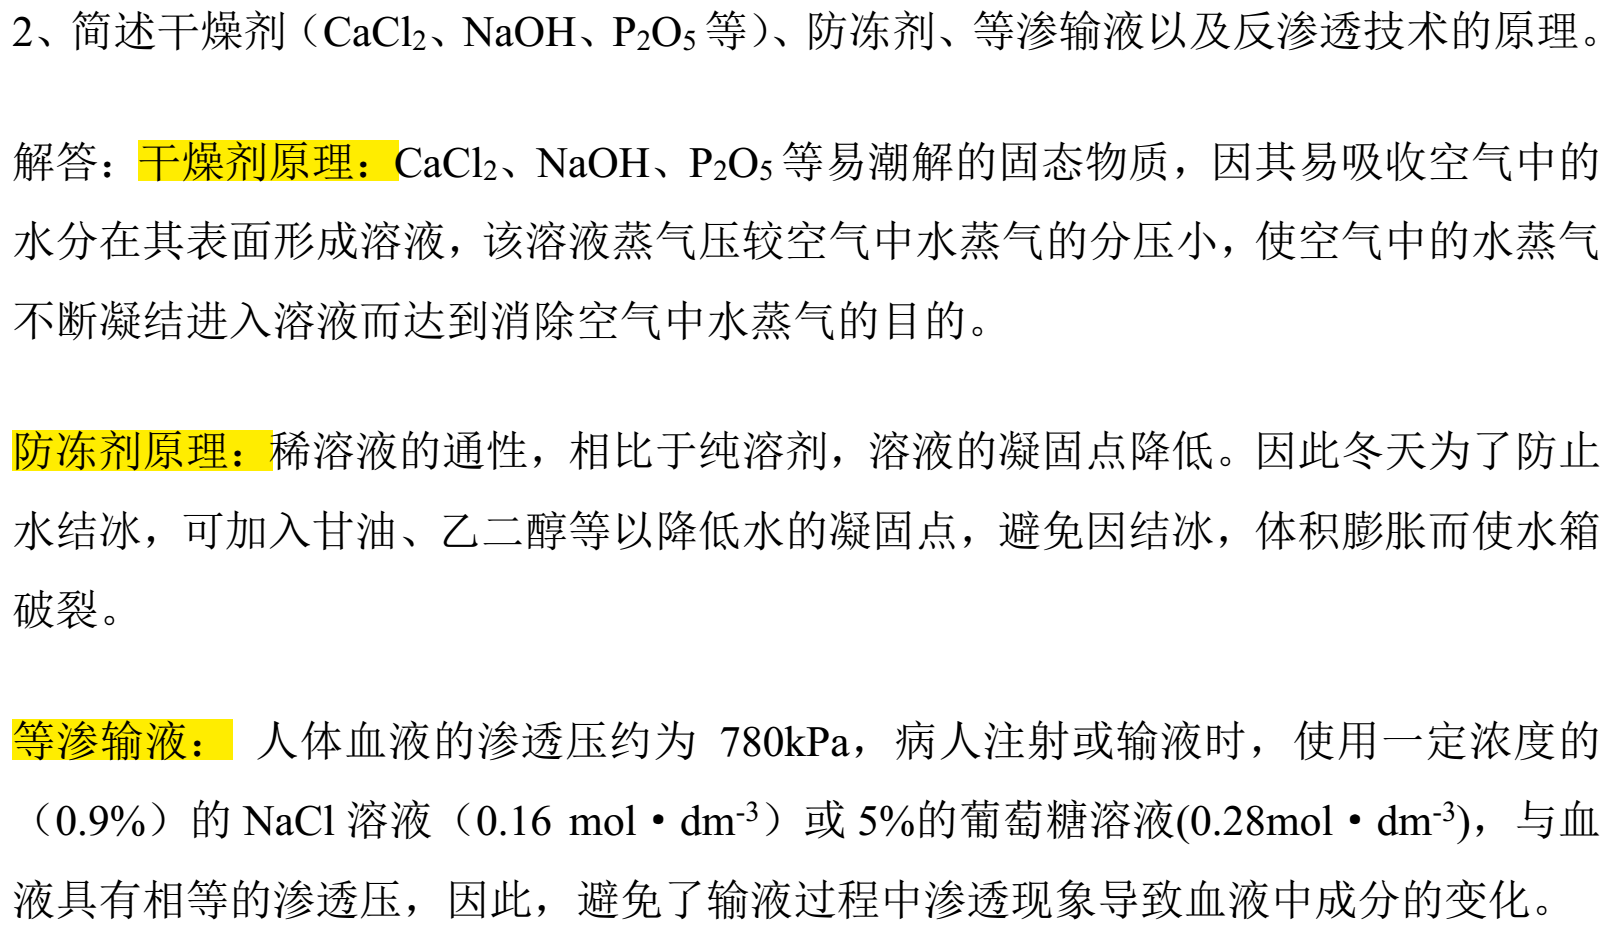 2、简述干燥剂（CaCl₂、NaOH、P₂O₅等）、防冻剂、等渗输液以及反渗透技术的原理。
解答：干燥剂原理：CaCl₂、NaOH、P₂O₅等易潮解的固态物质，因其易吸收空气中的
水分在其表面形成溶液，该溶液蒸气压较空气中水蒸气的分压小，使空气中的水蒸气
不断凝结进入溶液而达到消除空气中水蒸气的目的。
防冻剂原理：稀溶液的通性，相比于纯溶剂，溶液的凝固点降低。因此冬天为了防止
水结冰，可加入甘油、乙二醇等以降低水的凝固点，避免因结冰，体积膨胀而使水箱
破裂。
等渗输液： 人体血液的渗透压约为 780kPa，病人注射或输液时，使用一定浓度的
（0.9%）的 NaCl 溶液（0.16 mol·dm⁻³）或 5%的葡萄糖溶液(0.28mol·dm⁻³)，与血
液具有相等的渗透压，因此，避免了输液过程中渗透现象导致血液中成分的变化。